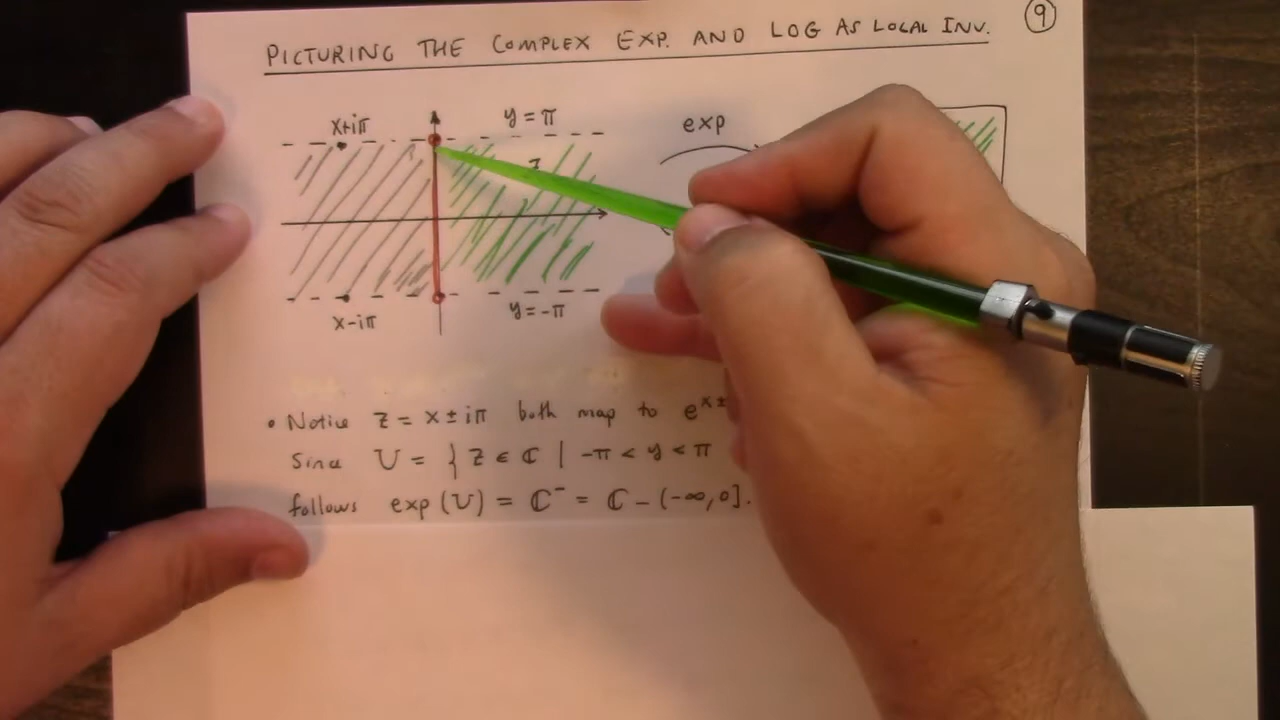 PICTURING THE COMPLEX EXP. AND LOG AS LOCAL INV.
9
x+iπ
y = π
exp
z
x-iπ
y = -π
• Notice z = x ± iπ both map to e^x±
Since U = { z ∈ ℂ | -π < y < π
follows exp (U) = ℂ⁻ = ℂ - (-∞,0].